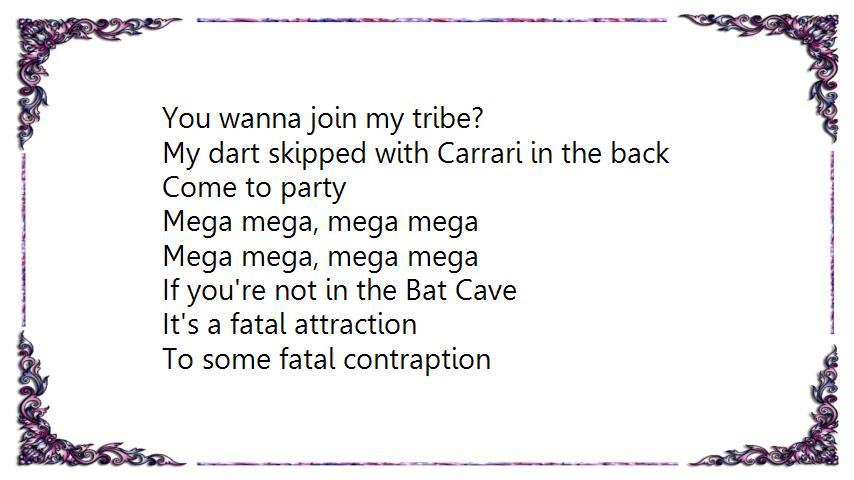 You wanna join my tribe?
My dart skipped with Carrari in the back
Come to party
Mega mega, mega mega
Mega mega, mega mega
If you're not in the Bat Cave
It's a fatal attraction
To some fatal contraption